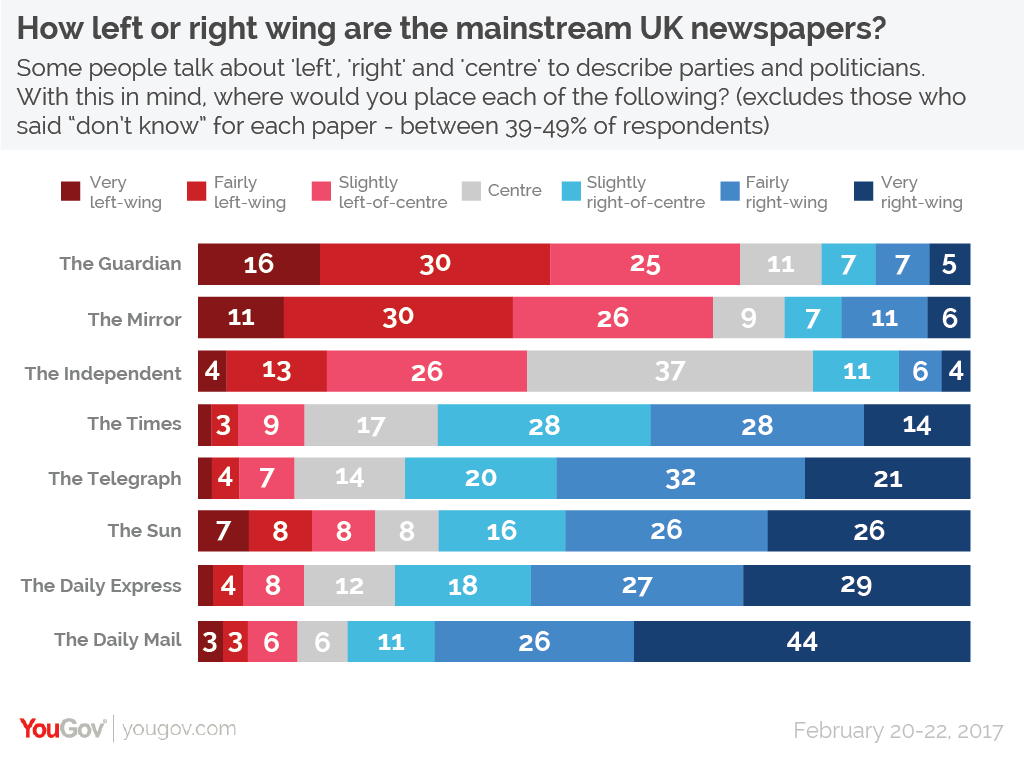 How left or right wing are the mainstream UK newspapers?
Some people talk about 'left', 'right' and 'centre' to describe parties and politicians.
With this in mind, where would you place each of the following? (excludes those who
said “don't know” for each paper - between 39-49% of respondents)
Very left-wing
Fairly left-wing
Slightly left-of-centre
Centre
Slightly right-of-centre
Fairly right-wing
Very right-wing
The Guardian 16 30 25 11 7 7 5
The Mirror 11 30 26 9 7 11 6
The Independent 4 13 26 37 11 6 4
The Times 3 9 17 28 28 14
The Telegraph 4 7 14 20 32 21
The Sun 7 8 8 8 16 26 26
The Daily Express 4 8 12 18 27 29
The Daily Mail 3 3 6 6 11 26 44
YouGov® yougov.com
February 20-22, 2017